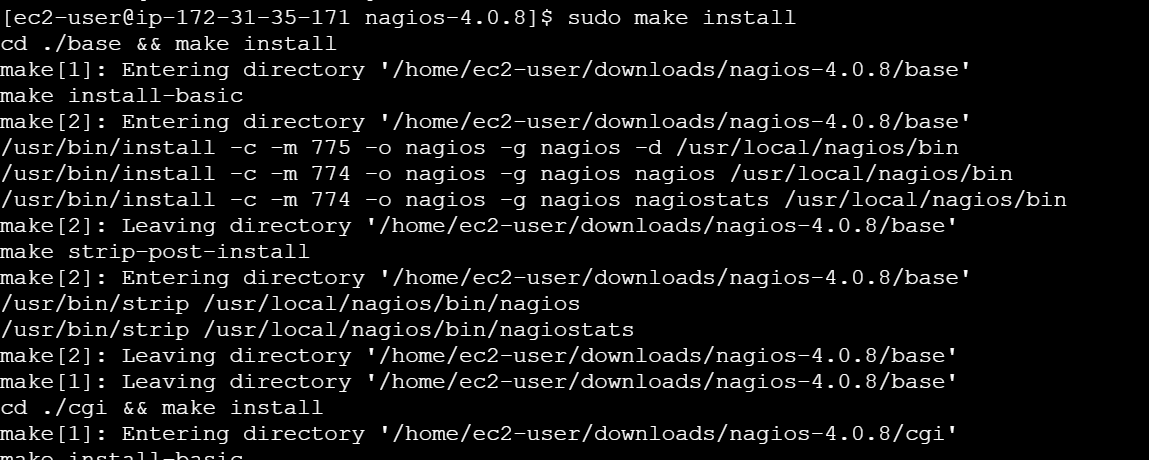 [ec2-user@ip-172-31-35-171 nagios-4.0.8]$ sudo make install
cd ./base && make install
make[1]: Entering directory '/home/ec2-user/downloads/nagios-4.0.8/base'
make install-basic
make[2]: Entering directory '/home/ec2-user/downloads/nagios-4.0.8/base'
/usr/bin/install -c -m 775 -o nagios -g nagios -d /usr/local/nagios/bin
/usr/bin/install -c -m 774 -o nagios -g nagios nagios /usr/local/nagios/bin
/usr/bin/install -c -m 774 -o nagios -g nagios nagiostats /usr/local/nagios/bin
make[2]: Leaving directory '/home/ec2-user/downloads/nagios-4.0.8/base'
make strip-post-install
make[2]: Entering directory '/home/ec2-user/downloads/nagios-4.0.8/base'
/usr/bin/strip /usr/local/nagios/bin/nagios
/usr/bin/strip /usr/local/nagios/bin/nagiostats
make[2]: Leaving directory '/home/ec2-user/downloads/nagios-4.0.8/base'
make[1]: Leaving directory '/home/ec2-user/downloads/nagios-4.0.8/base'
cd ./cgi && make install
make[1]: Entering directory '/home/ec2-user/downloads/nagios-4.0.8/cgi'
make install-basic